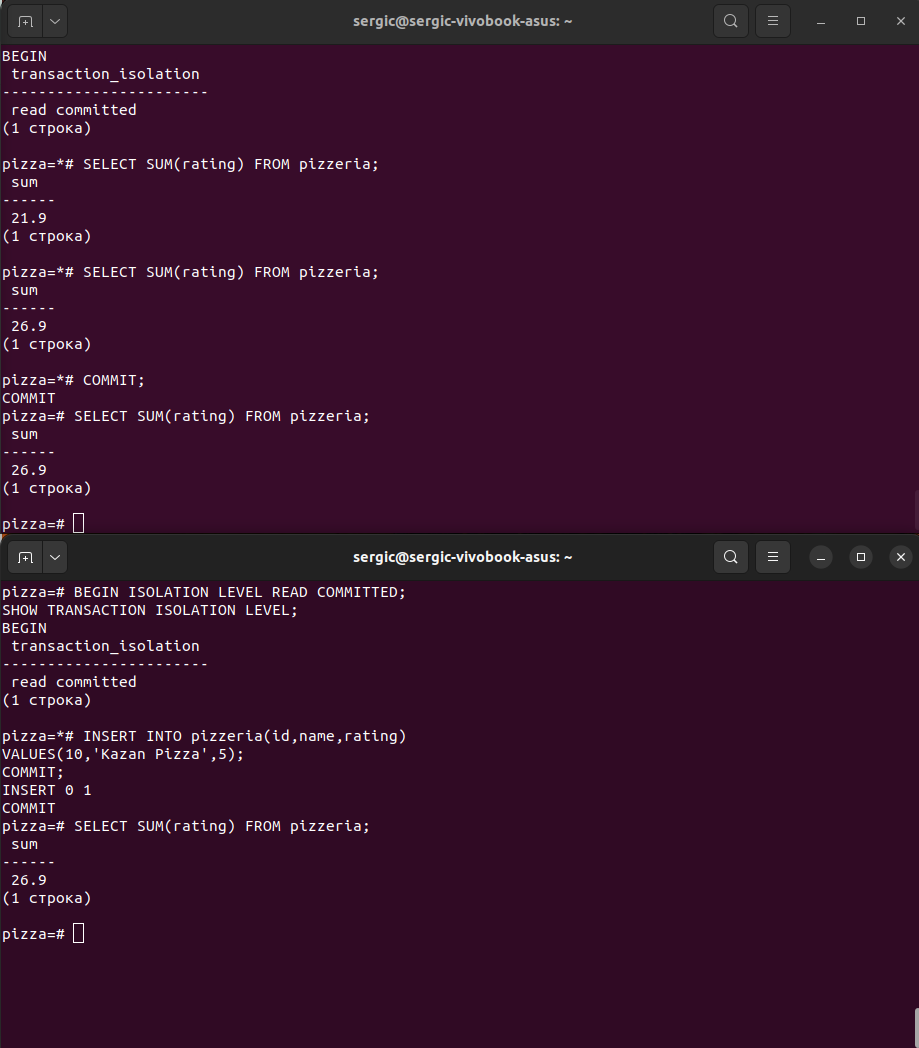 sergic@sergic-vivobook-asus: ~
BEGIN
 transaction_isolation
-----------------------
 read committed
(1 строка)

pizza=*# SELECT SUM(rating) FROM pizzeria;
 sum
------
 21.9
(1 строка)

pizza=*# SELECT SUM(rating) FROM pizzeria;
 sum
------
 26.9
(1 строка)

pizza=*# COMMIT;
COMMIT
pizza=# SELECT SUM(rating) FROM pizzeria;
 sum
------
 26.9
(1 строка)

pizza=#
sergic@sergic-vivobook-asus: ~
pizza=# BEGIN ISOLATION LEVEL READ COMMITTED;
SHOW TRANSACTION ISOLATION LEVEL;
BEGIN
 transaction_isolation
-----------------------
 read committed
(1 строка)

pizza=*# INSERT INTO pizzeria(id,name,rating)
VALUES(10,'Kazan Pizza',5);
COMMIT;
INSERT 0 1
COMMIT
pizza=# SELECT SUM(rating) FROM pizzeria;
 sum
------
 26.9
(1 строка)

pizza=#